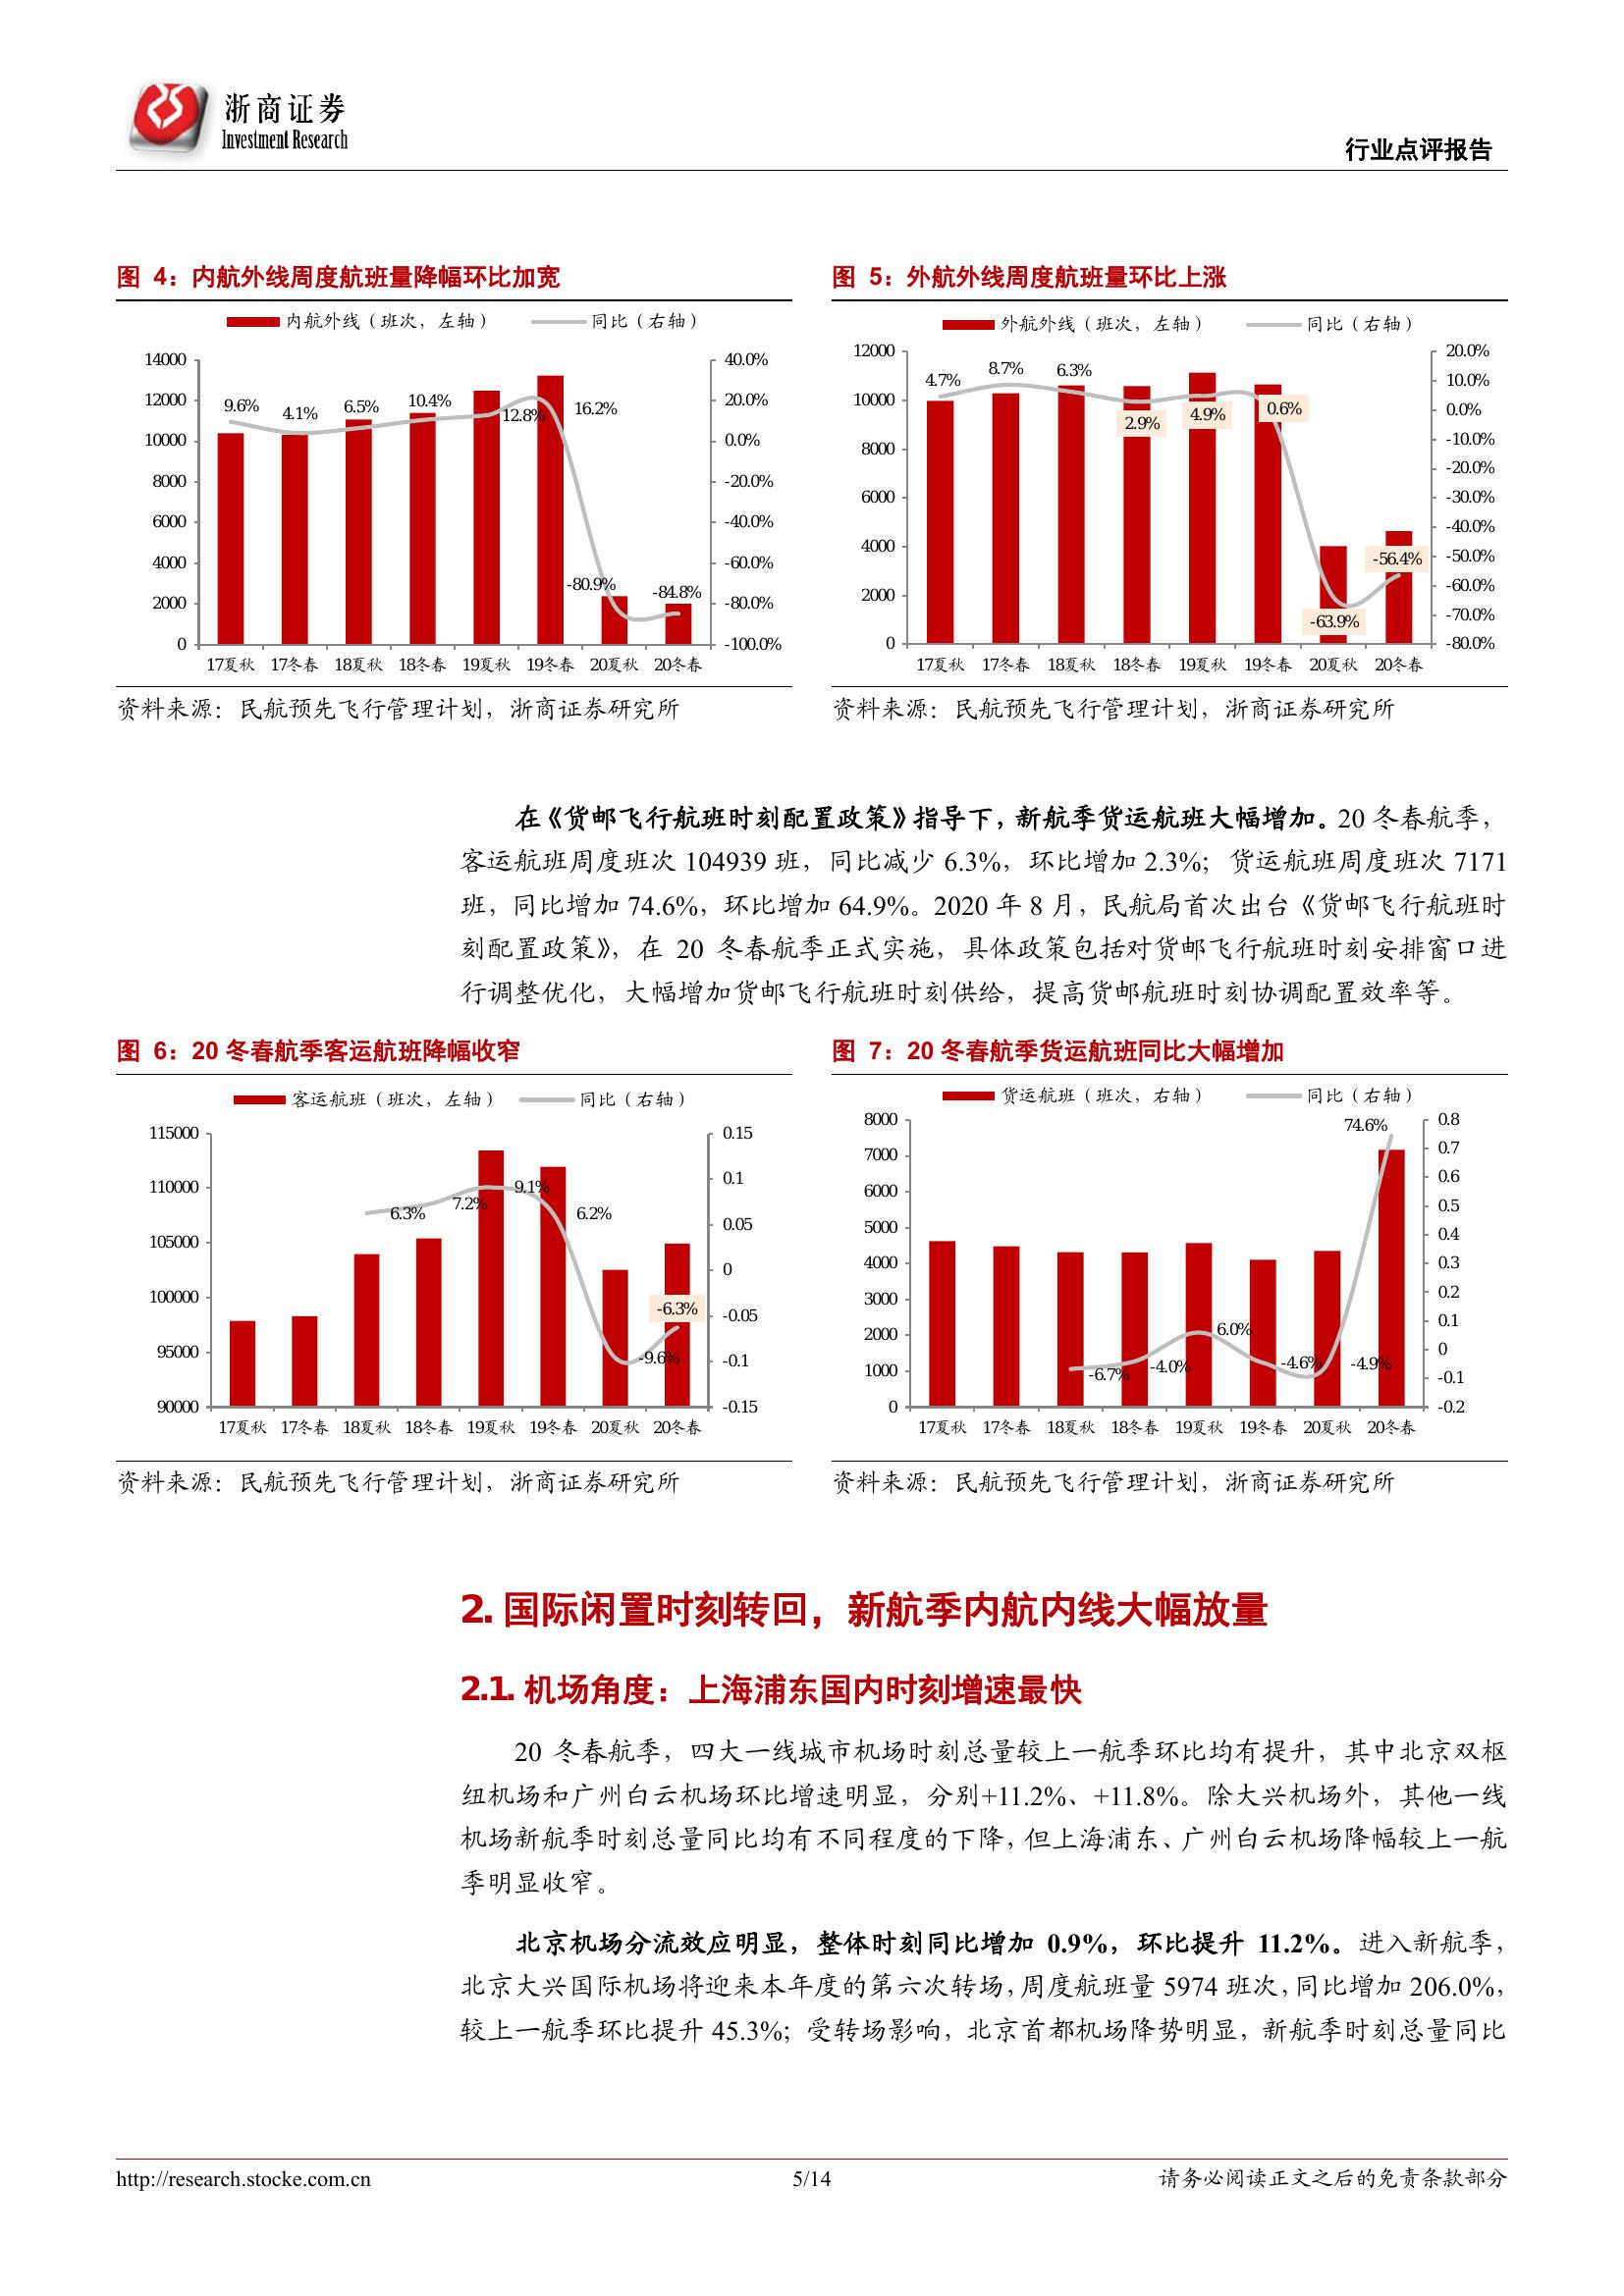 浙商证券
Investment Research
行业点评报告
图 4：内航外线周度航班量降幅环比加宽
内航外线（班次，左轴） 同比（右轴）
14000
12000
10000
8000
6000
4000
2000
0
40.0%
20.0%
0.0%
-20.0%
-40.0%
-60.0%
-80.0%
-100.0%
9.6% 4.1% 6.5% 10.4% 12.8% 16.2% -80.9% -84.8%
17夏秋 17冬春 18夏秋 18冬春 19夏秋 19冬春 20夏秋 20冬春
资料来源：民航预先飞行管理计划，浙商证券研究所
图 5：外航外线周度航班量环比上涨
外航外线（班次，左轴） 同比（右轴）
12000
10000
8000
6000
4000
2000
0
20.0%
10.0%
0.0%
-10.0%
-20.0%
-30.0%
-40.0%
-50.0%
-60.0%
-70.0%
-80.0%
4.7% 8.7% 6.3% 2.9% 4.9% 0.6% -63.9% -56.4%
17夏秋 17冬春 18夏秋 18冬春 19夏秋 19冬春 20夏秋 20冬春
资料来源：民航预先飞行管理计划，浙商证券研究所
在《货邮飞行航班时刻配置政策》指导下，新航季货运航班大幅增加。20 冬春航季，
客运航班周度班次 104939 班，同比减少 6.3%，环比增加 2.3%；货运航班周度班次 7171
班，同比增加 74.6%，环比增加 64.9%。2020 年 8 月，民航局首次出台《货邮飞行航班时
刻配置政策》，在 20 冬春航季正式实施，具体政策包括对货邮飞行航班时刻安排窗口进
行调整优化，大幅增加货邮飞行航班时刻供给，提高货邮航班时刻协调配置效率等。
图 6：20 冬春航季客运航班降幅收窄
客运航班（班次，左轴） 同比（右轴）
115000
110000
105000
100000
95000
90000
0.15
0.1
0.05
0
-0.05
-0.1
-0.15
6.3% 7.2% 9.1% 6.2% -9.6% -6.3%
17夏秋 17冬春 18夏秋 18冬春 19夏秋 19冬春 20夏秋 20冬春
资料来源：民航预先飞行管理计划，浙商证券研究所
图 7：20 冬春航季货运航班同比大幅增加
货运航班（班次，右轴） 同比（右轴）
8000
7000
6000
5000
4000
3000
2000
1000
0
0.8
0.7
0.6
0.5
0.4
0.3
0.2
0.1
0
-0.1
-0.2
-6.7% -4.0% 6.0% -4.6% -4.9% 74.6%
17夏秋 17冬春 18夏秋 18冬春 19夏秋 19冬春 20夏秋 20冬春
资料来源：民航预先飞行管理计划，浙商证券研究所
2. 国际闲置时刻转回，新航季内航内线大幅放量
2.1. 机场角度：上海浦东国内时刻增速最快
20 冬春航季，四大一线城市机场时刻总量较上一航季环比均有提升，其中北京双枢
纽机场和广州白云机场环比增速明显，分别+11.2%、+11.8%。除大兴机场外，其他一线
机场新航季时刻总量同比均有不同程度的下降，但上海浦东、广州白云机场降幅较上一航
季明显收窄。
北京机场分流效应明显，整体时刻同比增加 0.9%，环比提升 11.2%。进入新航季，
北京大兴国际机场将迎来本年度的第六次转场，周度航班量 5974 班次，同比增加 206.0%，
较上一航季环比提升 45.3%；受转场影响，北京首都机场降势明显，新航季时刻总量同比
http://research.stocke.com.cn
5/14
请务必阅读正文之后的免责条款部分